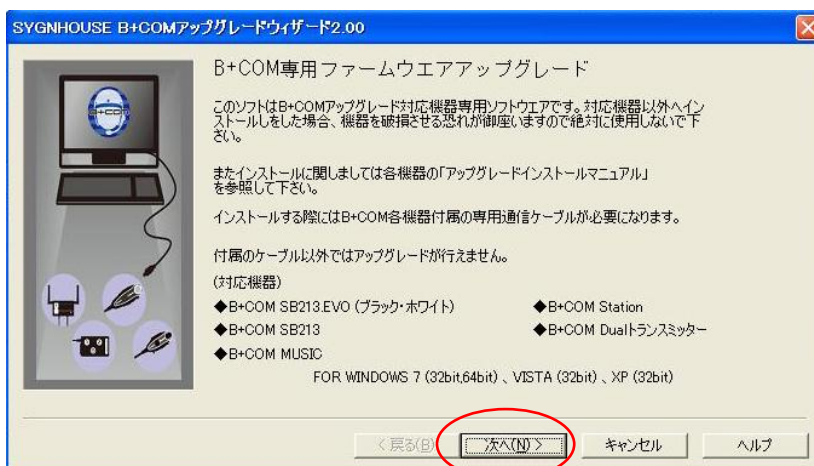 SYGNHOUSE B+COMアップグレードウィザード2.00
B+COM
B+COM専用ファームウエアアップグレード
このソフトはB+COMアップグレード対応機器専用ソフトウエアです。対応機器以外へイン
ストールしをした場合、機器を破損させる恐れが御座いますので絶対に使用しないで下
さい。
またインストールに関しましては各機器の「アップグレードインストールマニュアル」
を参照して下さい。
インストールする際にはB+COM各機器付属の専用通信ケーブルが必要になります。
付属のケーブル以外ではアップグレードが行えません。
(対応機器)
◆B+COM SB213.EVO (ブラック・ホワイト)
◆B+COM Station
◆B+COM SB213
◆B+COM Dualトランスミッター
◆B+COM MUSIC
FOR WINDOWS 7 (32bit,64bit) 、VISTA (32bit) 、XP (32bit)
< 戻る(B)
次へ(N) >
キャンセル
ヘルプ